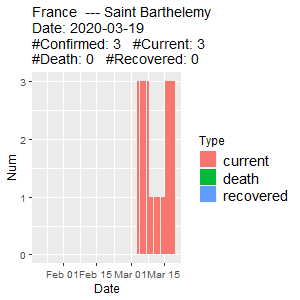 France  --- Saint Barthelemy
Date: 2020-03-19
#Confirmed: 3   #Current: 3
#Death: 0   #Recovered: 0
3
2
1
0
Num
Feb 01 Feb 15 Mar 01 Mar 15
Date
Type
current
death
recovered